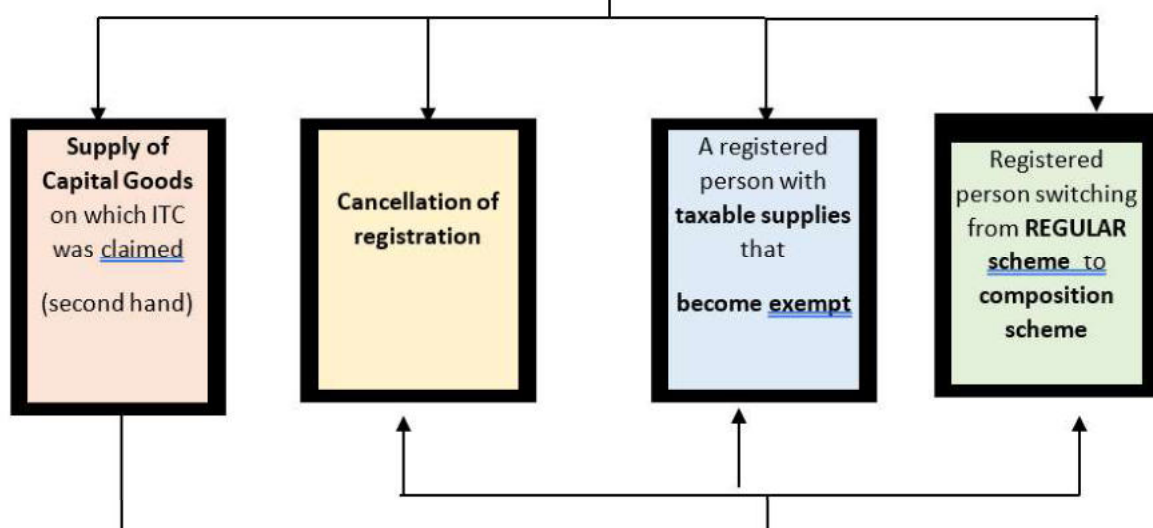 Supply of
Capital Goods
on which ITC
was claimed
(second hand)
Cancellation of
registration
A registered
person with
taxable supplies
that
become exempt
Registered
person switching
from REGULAR
scheme to
composition
scheme